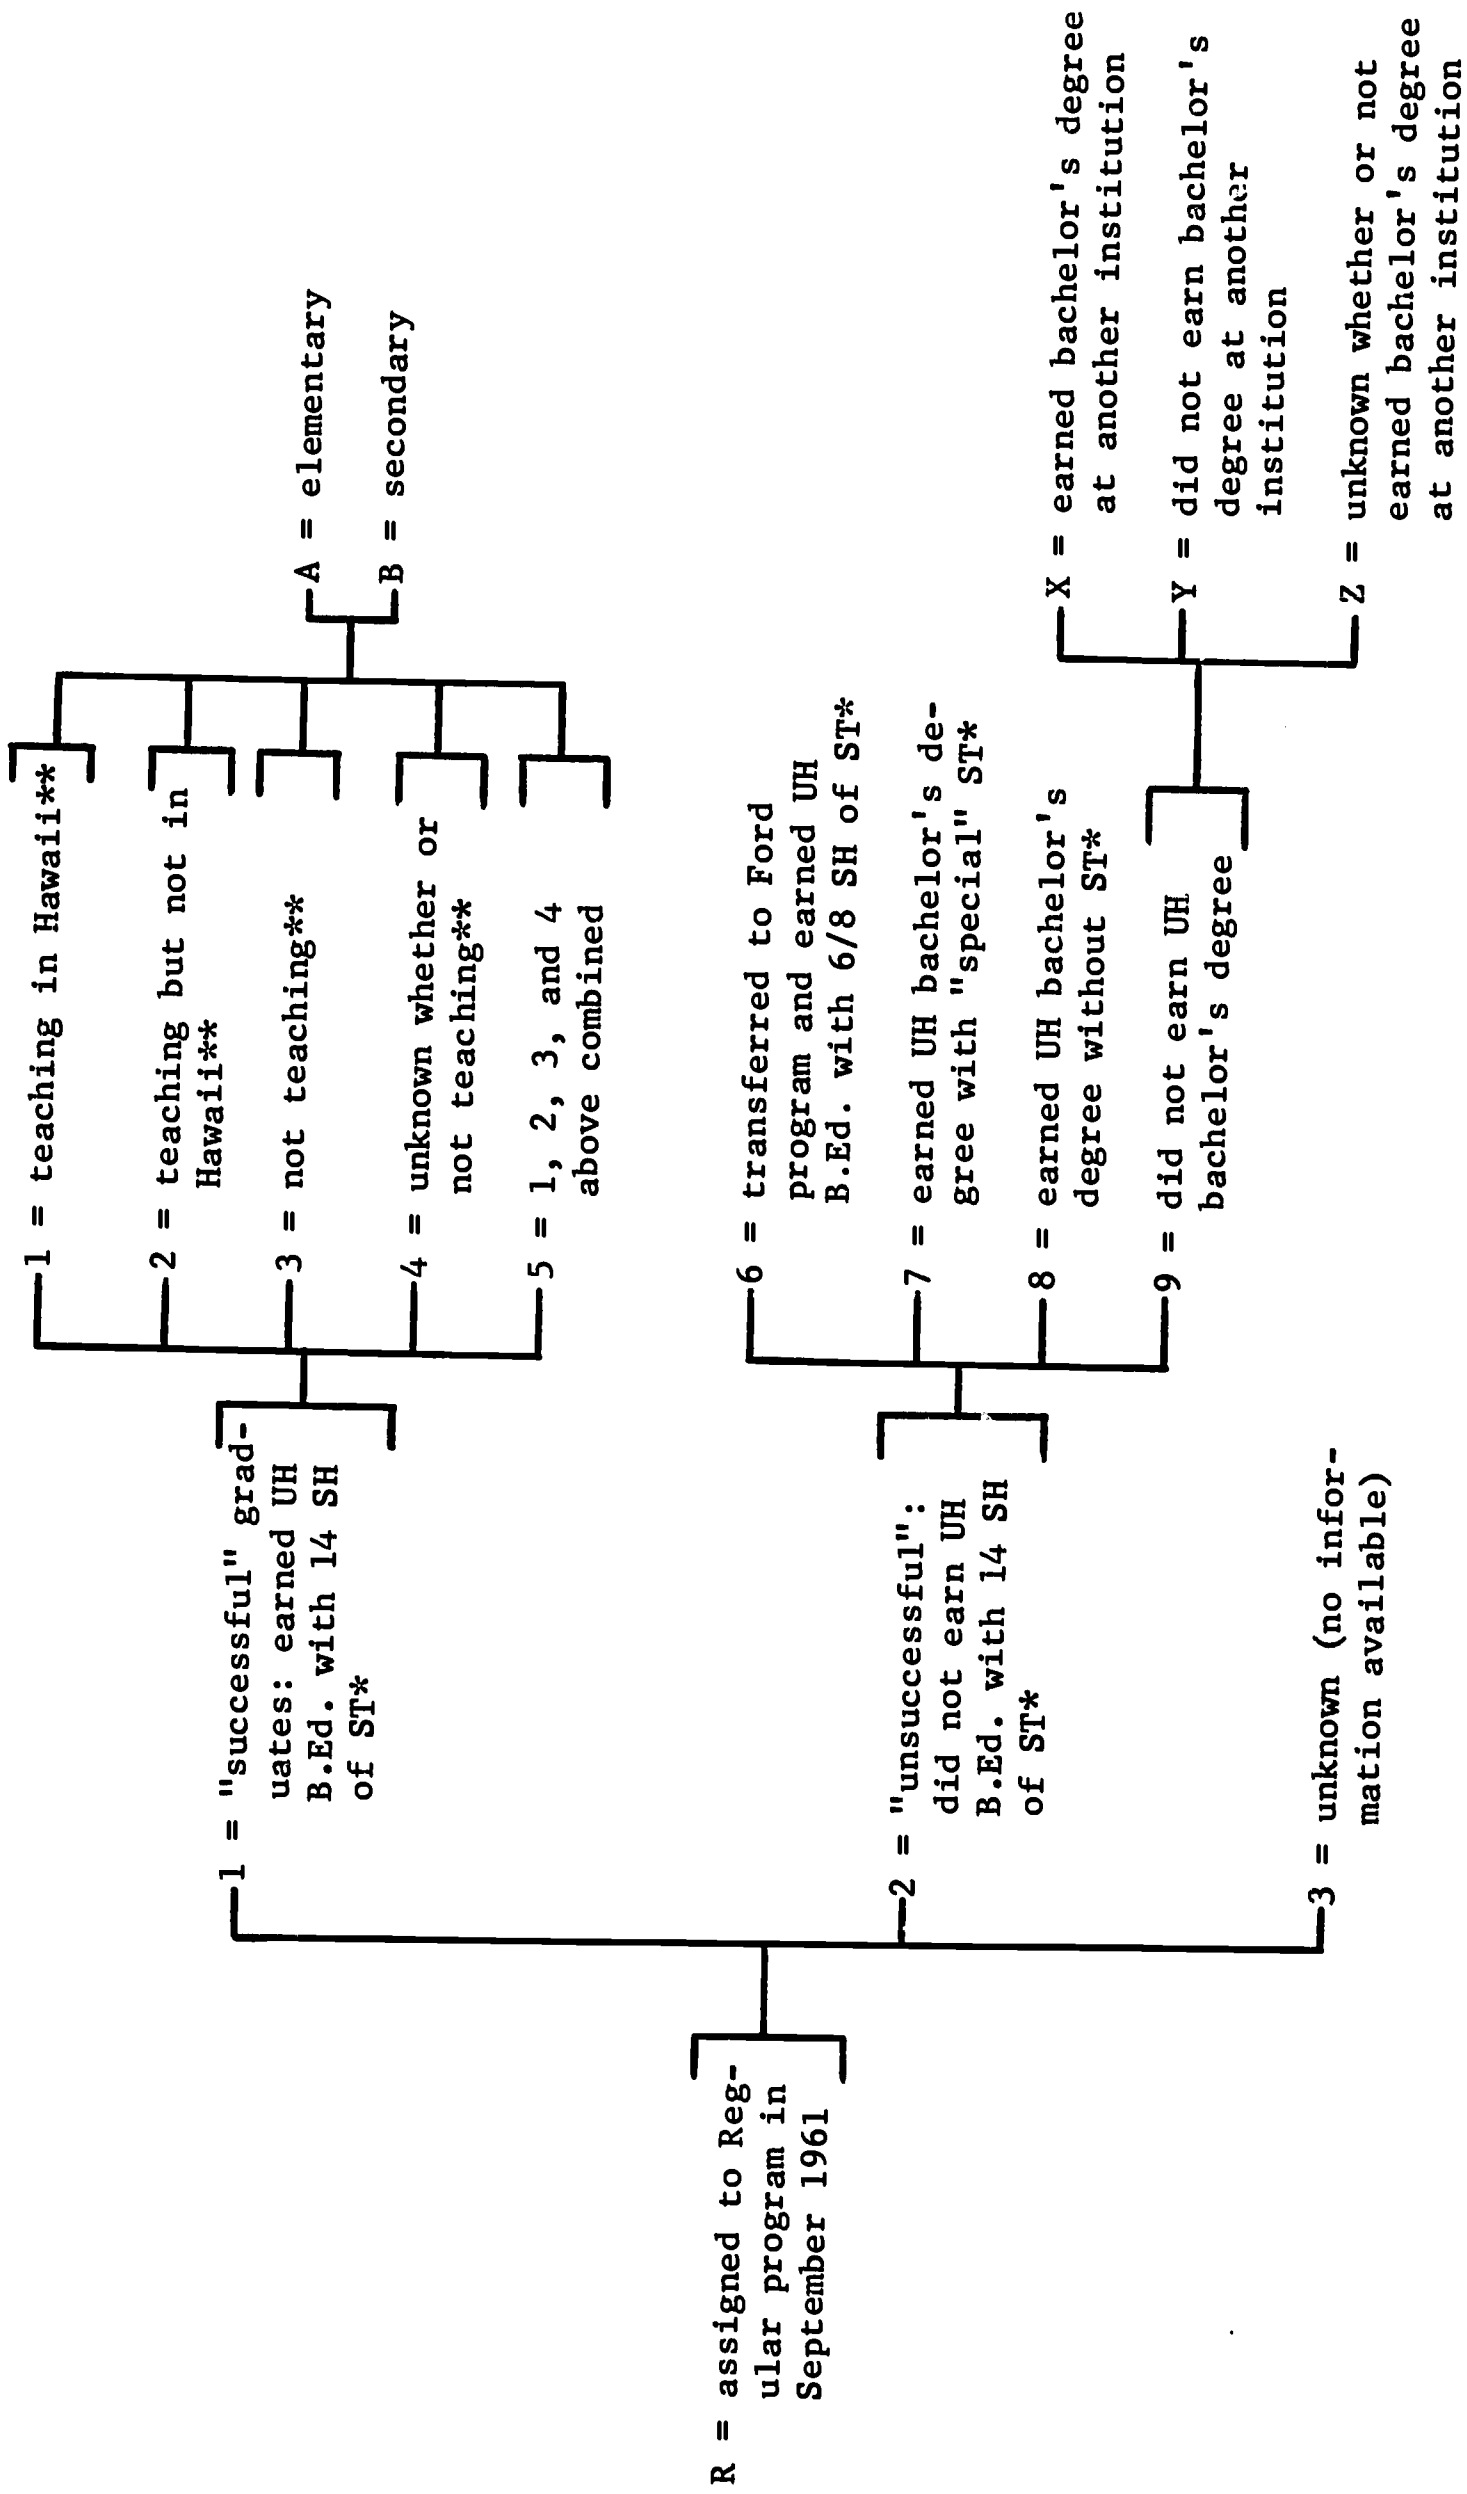 R = assigned to Reg-
ular program in
September 1961
1 = "successful" grad-
uates: earned UH
B.Ed. with 14 SH
of ST*
1 = teaching in Hawaii**
2 = teaching but not in
Hawaii**
3 = not teaching**
4 = unknown whether or
not teaching**
5 = 1, 2, 3, and 4
above combined
A = elementary
B = secondary
2 = "unsuccessful":
did not earn UH
B.Ed. with 14 SH
of ST*
6 = transferred to Ford
program and earned UH
B.Ed. with 6/8 SH of ST*
7 = earned UH bachelor's de-
gree with "special" ST*
8 = earned UH bachelor's
degree without ST*
9 = did not earn UH
bachelor's degree
X = earned bachelor's degree
at another institution
Y = did not earn bachelor's
degree at another
institution
Z = unknown whether or not
earned bachelor's degree
at another institution
3 = unknown (no infor-
mation available)